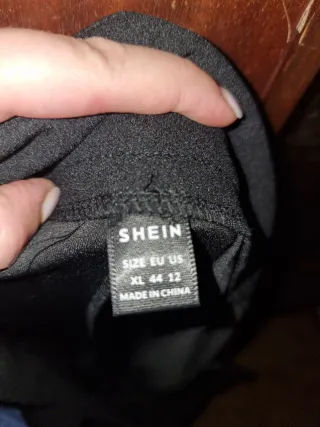 SHEIN
SIZE EU US
XL 44 12
MADE IN CHINA